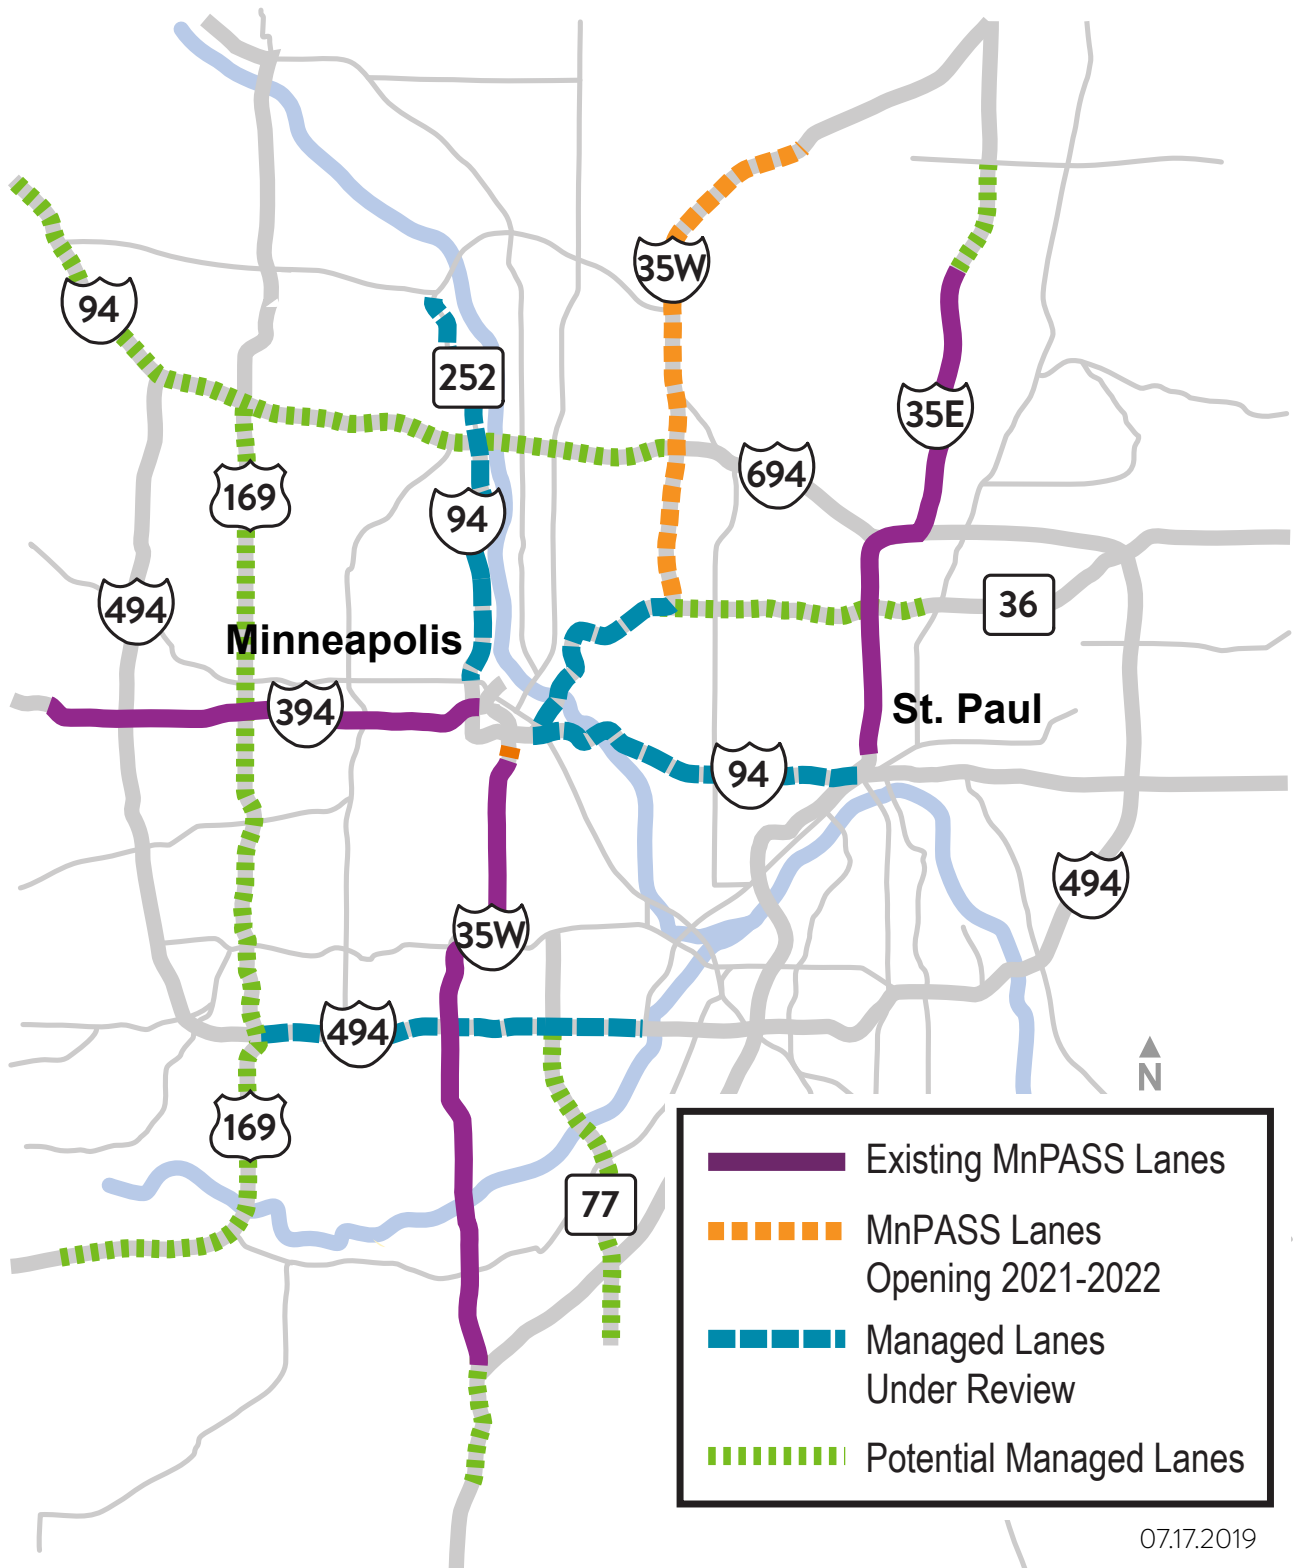 35W
94
252
35E
694
169
94
494
36
Minneapolis
394
St. Paul
94
494
35W
494
N
169
77
Existing MnPASS Lanes
MnPASS Lanes
Opening 2021-2022
Managed Lanes
Under Review
Potential Managed Lanes
07.17.2019